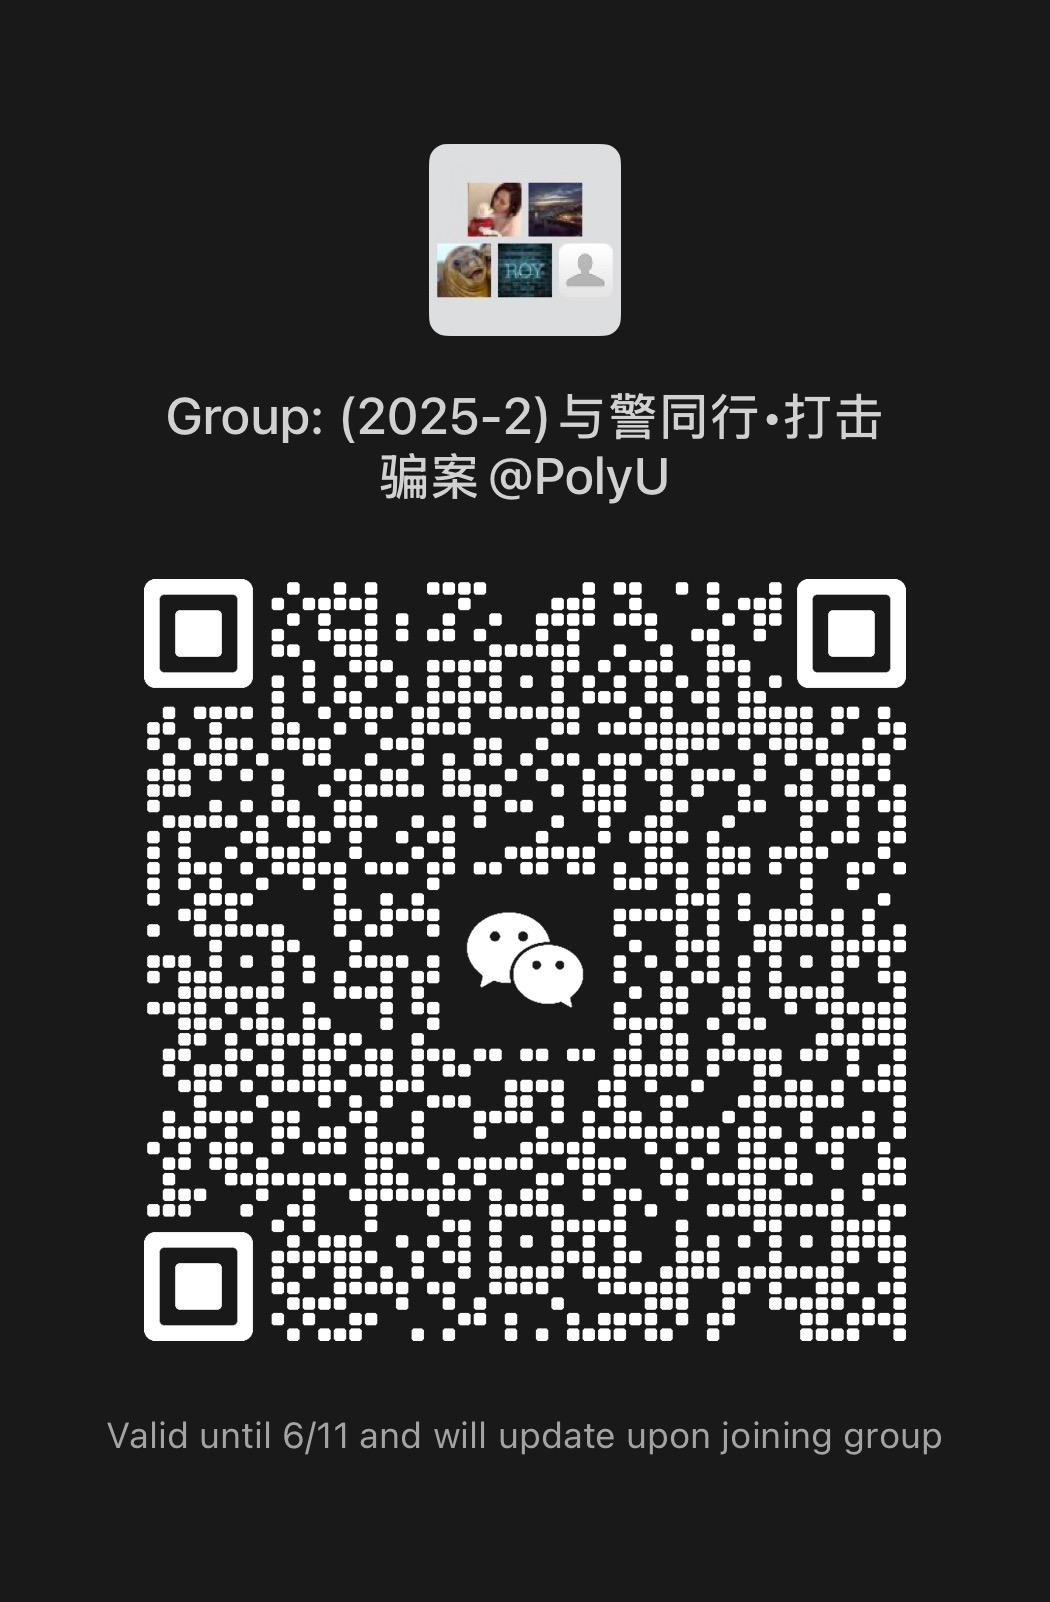 ROY
Group: (2025-2)与警同行•打击
骗案@PolyU
Valid until 6/11 and will update upon joining group